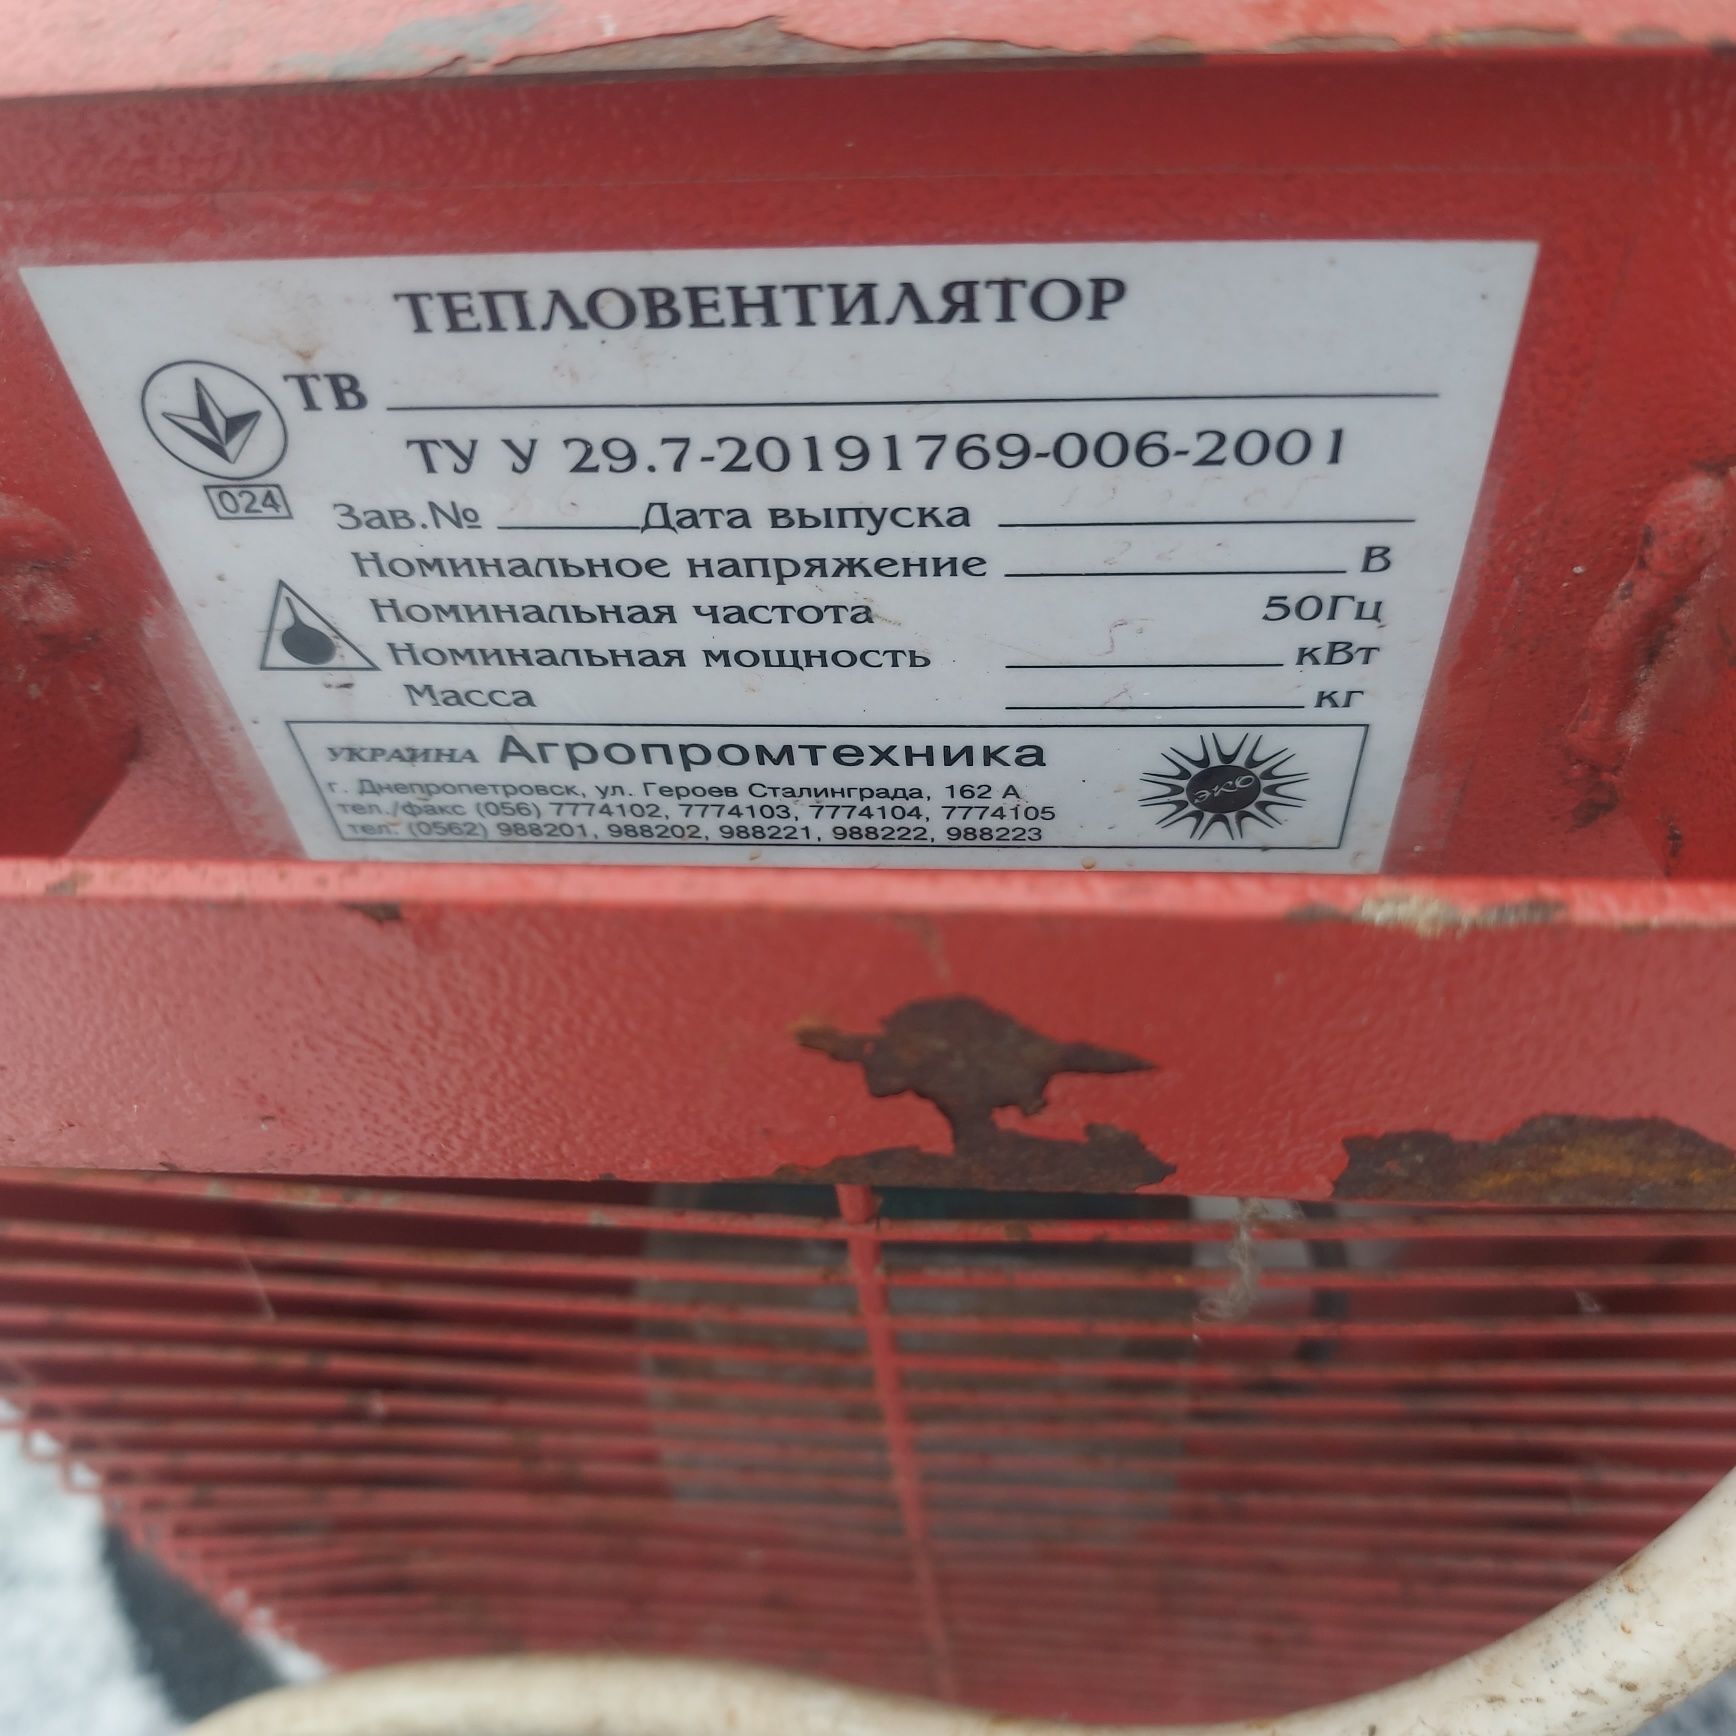 ТЕПЛОВЕНТИЛЯТОР
ТВ
ТУ У 29.7-20191769-006-2001
024
Зав.№ Дата выпуска
Номинальное напряжение 220 В
Номинальная частота 50Гц
Номинальная мощность 5 кВт
Масса кг
УКРАИНА Агропромтехника
г. Днепропетровск, ул. Героев Сталинграда, 162 А
тел./факс (056) 7774102, 7774103, 7774104, 7774105
тел. (0562) 988201, 988202, 988221, 988222, 988223
эко